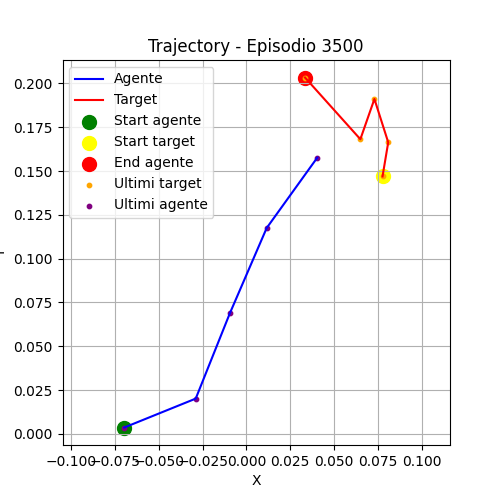 Trajectory - Episodio 3500
Agente
Target
Start agente
Start target
End agente
Ultimi target
Ultimi agente
0.200
0.175
0.150
0.125
0.100
0.075
0.050
0.025
0.000
−0.100 −0.075 −0.050 −0.025 0.000 0.025 0.050 0.075 0.100
X